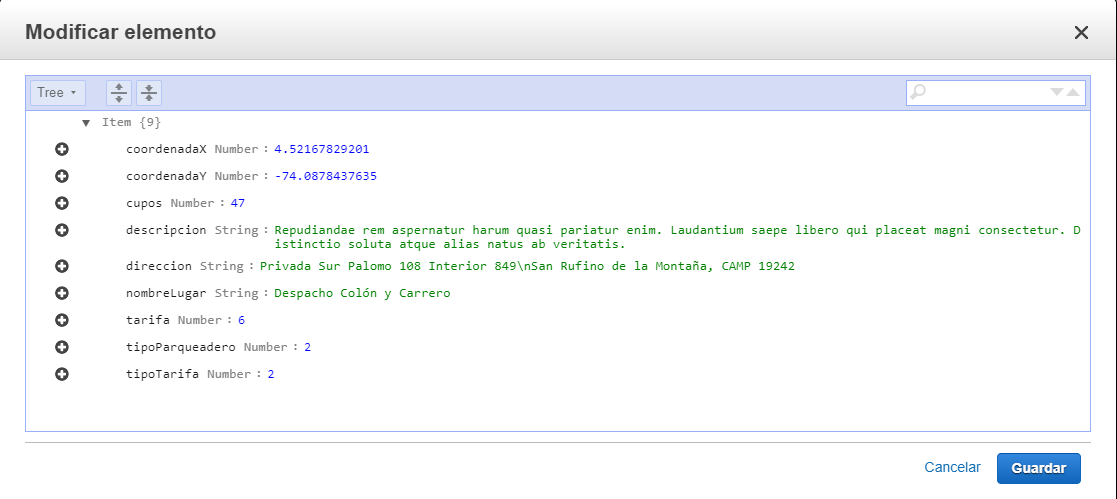 Modificar elemento
Tree
Item {9}
coordenadaX Number : 4.52167829201
coordenadaY Number : -74.0878437635
cupos Number : 47
descripcion String : Repudiandae rem aspernatur harum quasi pariatur enim. Laudantium saepe libero qui placeat magni consectetur. D
istinctio soluta atque alias natus ab veritatis.
direccion String : Privada Sur Palomo 108 Interior 849\nSan Rufino de la Montaña, CAMP 19242
nombreLugar String : Despacho Colón y Carrero
tarifa Number : 6
tipoParqueadero Number : 2
tipoTarifa Number : 2
Cancelar Guardar